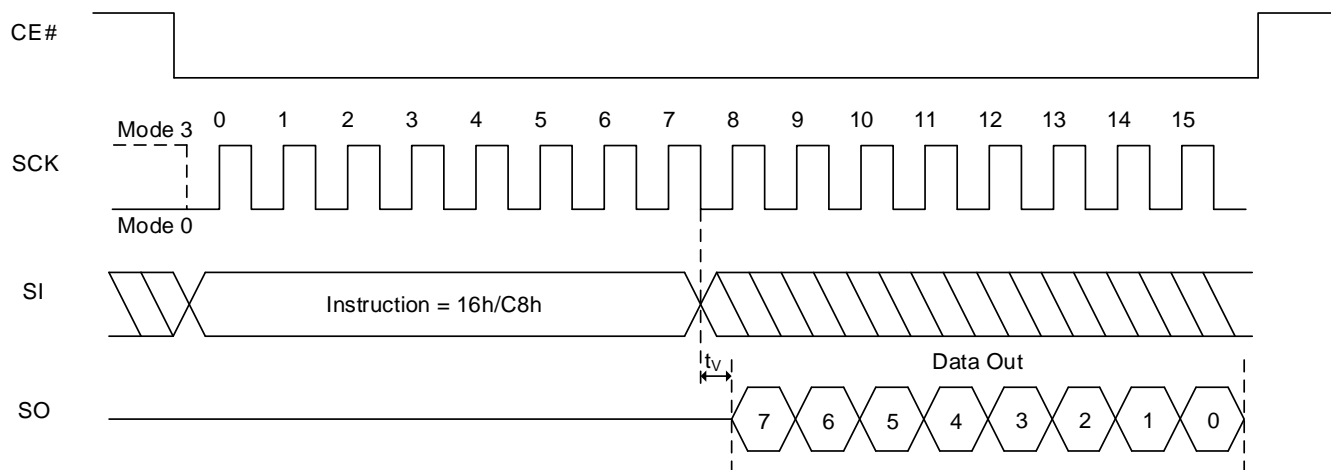 CE#
0 1 2 3 4 5 6 7 8 9 10 11 12 13 14 15
Mode 3
SCK
Mode 0
SI
Instruction = 16h/C8h
tV
Data Out
SO
7 6 5 4 3 2 1 0